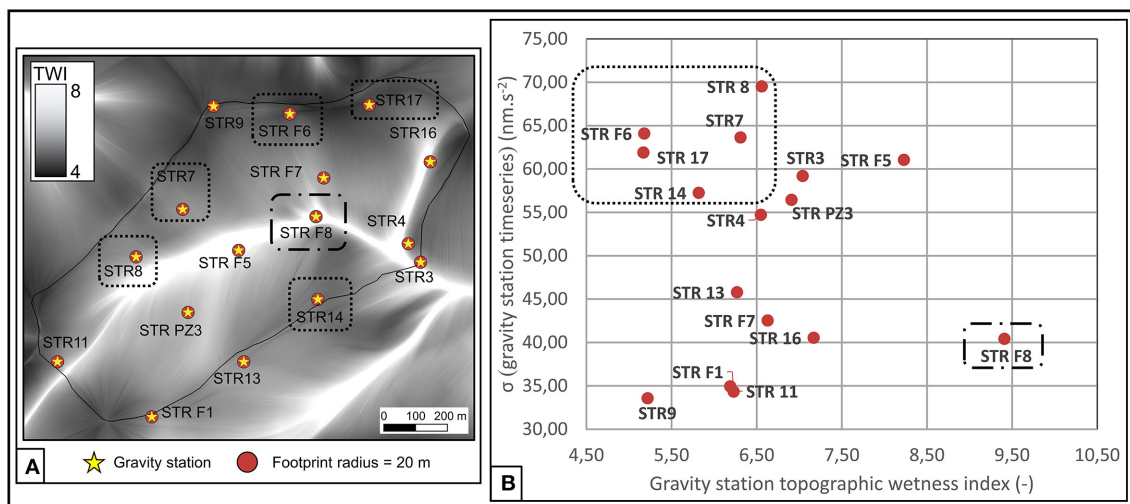 TWI
8
4
STR9
STR F6
STR17
STR16
STR7
STR F7
STR4
STR F8
STR8
STR F5
STR3
STR14
STR PZ3
STR11
STR13
STR F1
0 100 200 m
A
Gravity station
Footprint radius = 20 m
σ (gravity station timeseries) (nm.s⁻²)
75,00
70,00
65,00
60,00
55,00
50,00
45,00
40,00
35,00
30,00
STR 8
STR7
STR F6
STR 17
STR3
STR F5
STR 14
STR PZ3
STR4
STR 13
STR F7
STR 16
STR F8
STR F1
STR 11
STR9
4,50 5,50 6,50 7,50 8,50 9,50 10,50
Gravity station topographic wetness index (-)
B